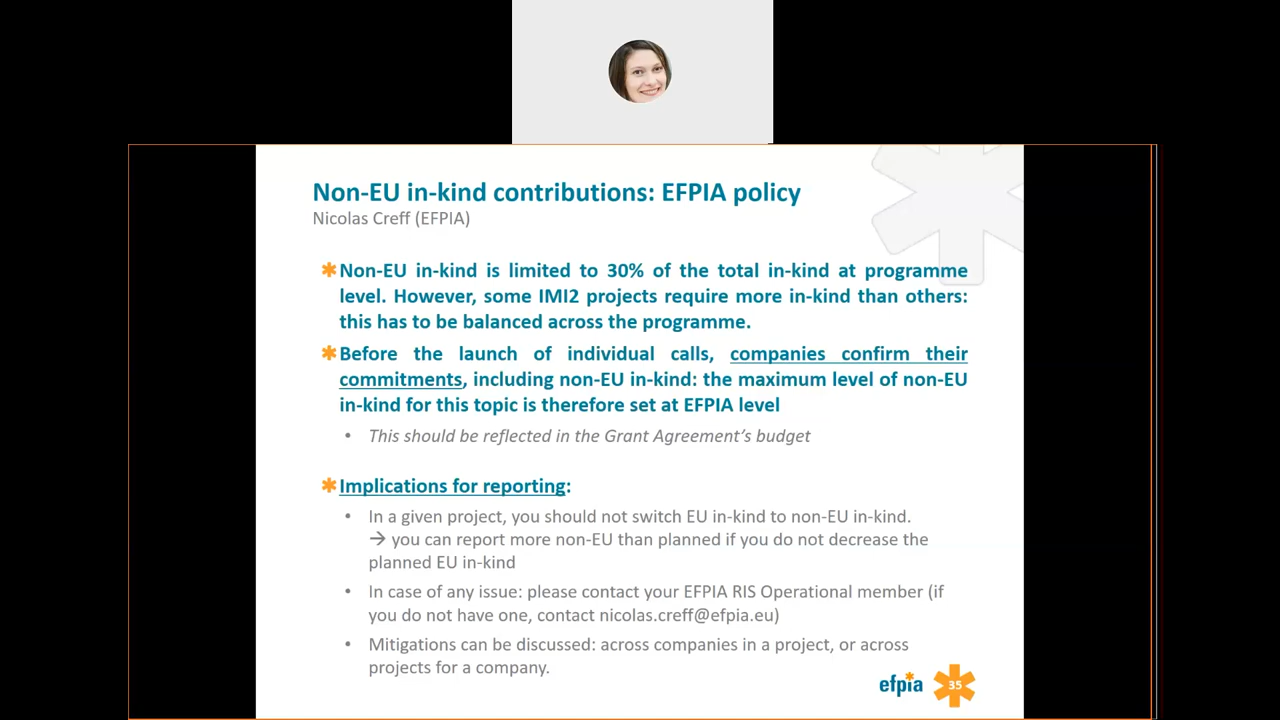 Non-EU in-kind contributions: EFPIA policy
Nicolas Creff (EFPIA)
Non-EU in-kind is limited to 30% of the total in-kind at programme
level. However, some IMI2 projects require more in-kind than others:
this has to be balanced across the programme.
Before the launch of individual calls, companies confirm their
commitments, including non-EU in-kind: the maximum level of non-EU
in-kind for this topic is therefore set at EFPIA level
• This should be reflected in the Grant Agreement's budget
Implications for reporting:
• In a given project, you should not switch EU in-kind to non-EU in-kind.
→ you can report more non-EU than planned if you do not decrease the
planned EU in-kind
• In case of any issue: please contact your EFPIA RIS Operational member (if
you do not have one, contact nicolas.creff@efpia.eu)
• Mitigations can be discussed: across companies in a project, or across
projects for a company.
efpia 35